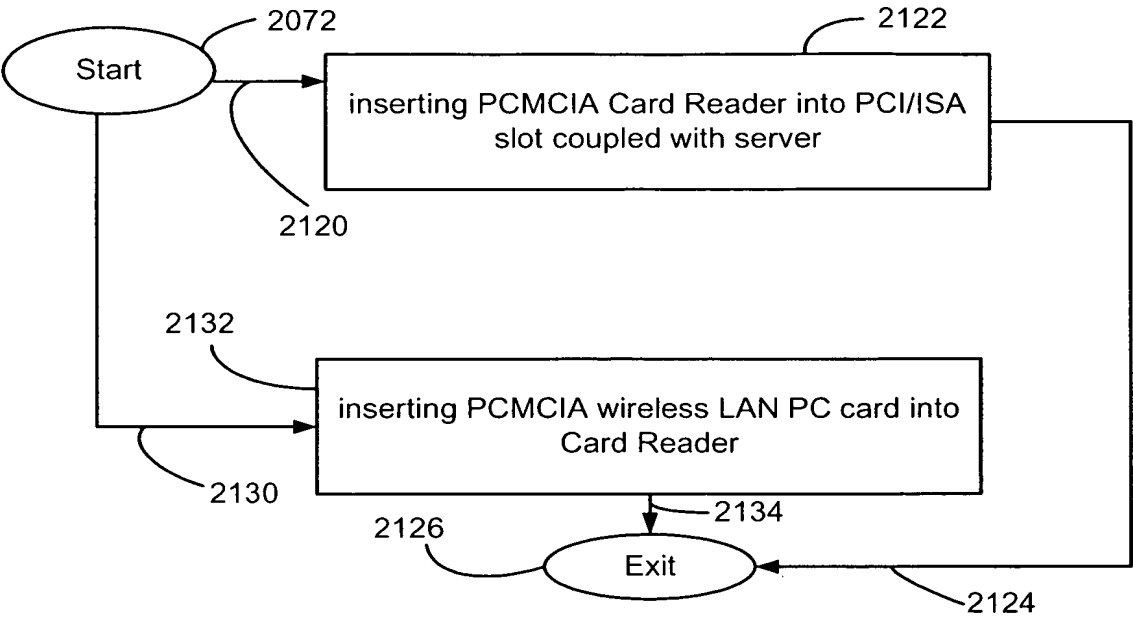 2072
2122
Start
inserting PCMCIA Card Reader into PCI/ISA
slot coupled with server
2120
2132
inserting PCMCIA wireless LAN PC card into
Card Reader
2130
2134
2126
Exit
2124